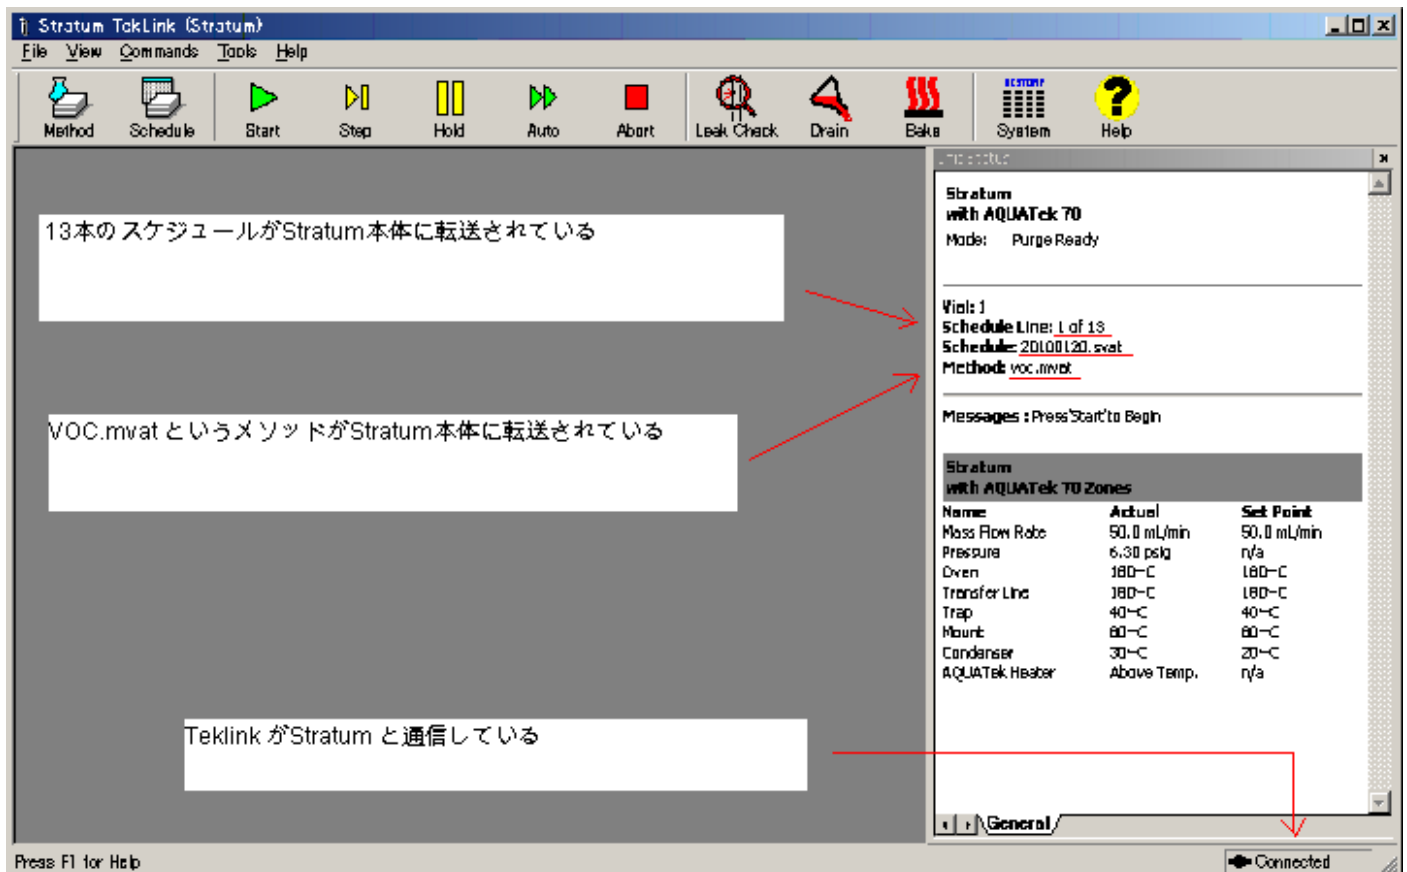 Stratum TekLink (Stratum)
File View Commands Tools Help
Method Schedule Start Step Hold Auto Abort Leak Check Drain Bake System Help
13本のスケジュールがStratum本体に転送されている
VOC.mvat というメソッドがStratum本体に転送されている
Teklink がStratum と通信している
Stratum
with AQUATek 70
Mode: Purge Ready
Vial: 1
Schedule Line: 1 of 13
Schedule: 20100120.svat
Method: voc.mvat
Messages : Press'Start'to Begin
Stratum
with AQUATek 70 Zones
Name Actual Set Point
Mass Flow Rate 50.0 mL/min 50.0 mL/min
Pressure 6.30 psig n/a
Oven 180~C 180~C
Transfer Line 180~C 180~C
Trap 40~C 40~C
Mount 60~C 60~C
Condenser 30~C 20~C
AQUATek Heater Above Temp. n/a
General
Press F1 for Help
Connected